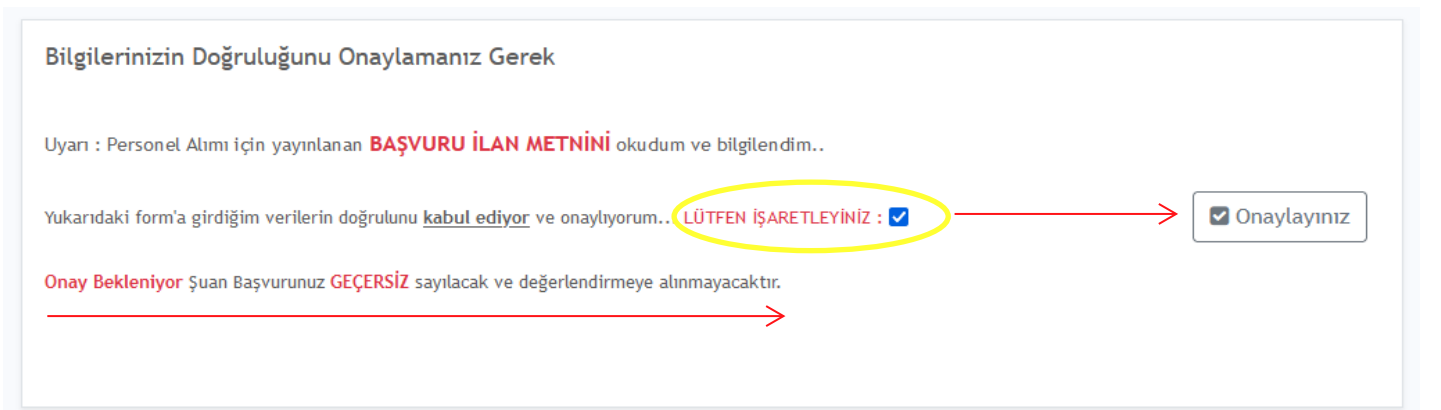 Bilgilerinizin Doğruluğunu Onaylamanız Gerek
Uyarı : Personel Alımı için yayınlanan BAŞVURU İLAN METNİNİ okudum ve bilgilendim..
Yukarıdaki form'a girdiğim verilerin doğrulunu kabul ediyor ve onaylıyorum.. LÜTFEN İŞARETLEYİNİZ :
Onaylayınız
Onay Bekleniyor Şuan Başvurunuz GEÇERSİZ sayılacak ve değerlendirmeye alınmayacaktır.